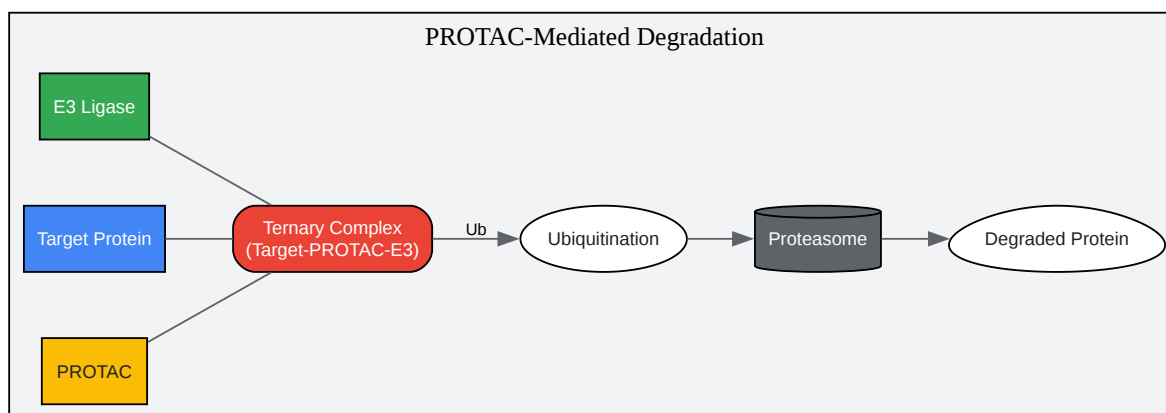 PROTAC-Mediated Degradation
E3 Ligase
Target Protein
PROTAC
Ternary Complex
(Target-PROTAC-E3)
Ub
Ubiquitination
Proteasome
Degraded Protein